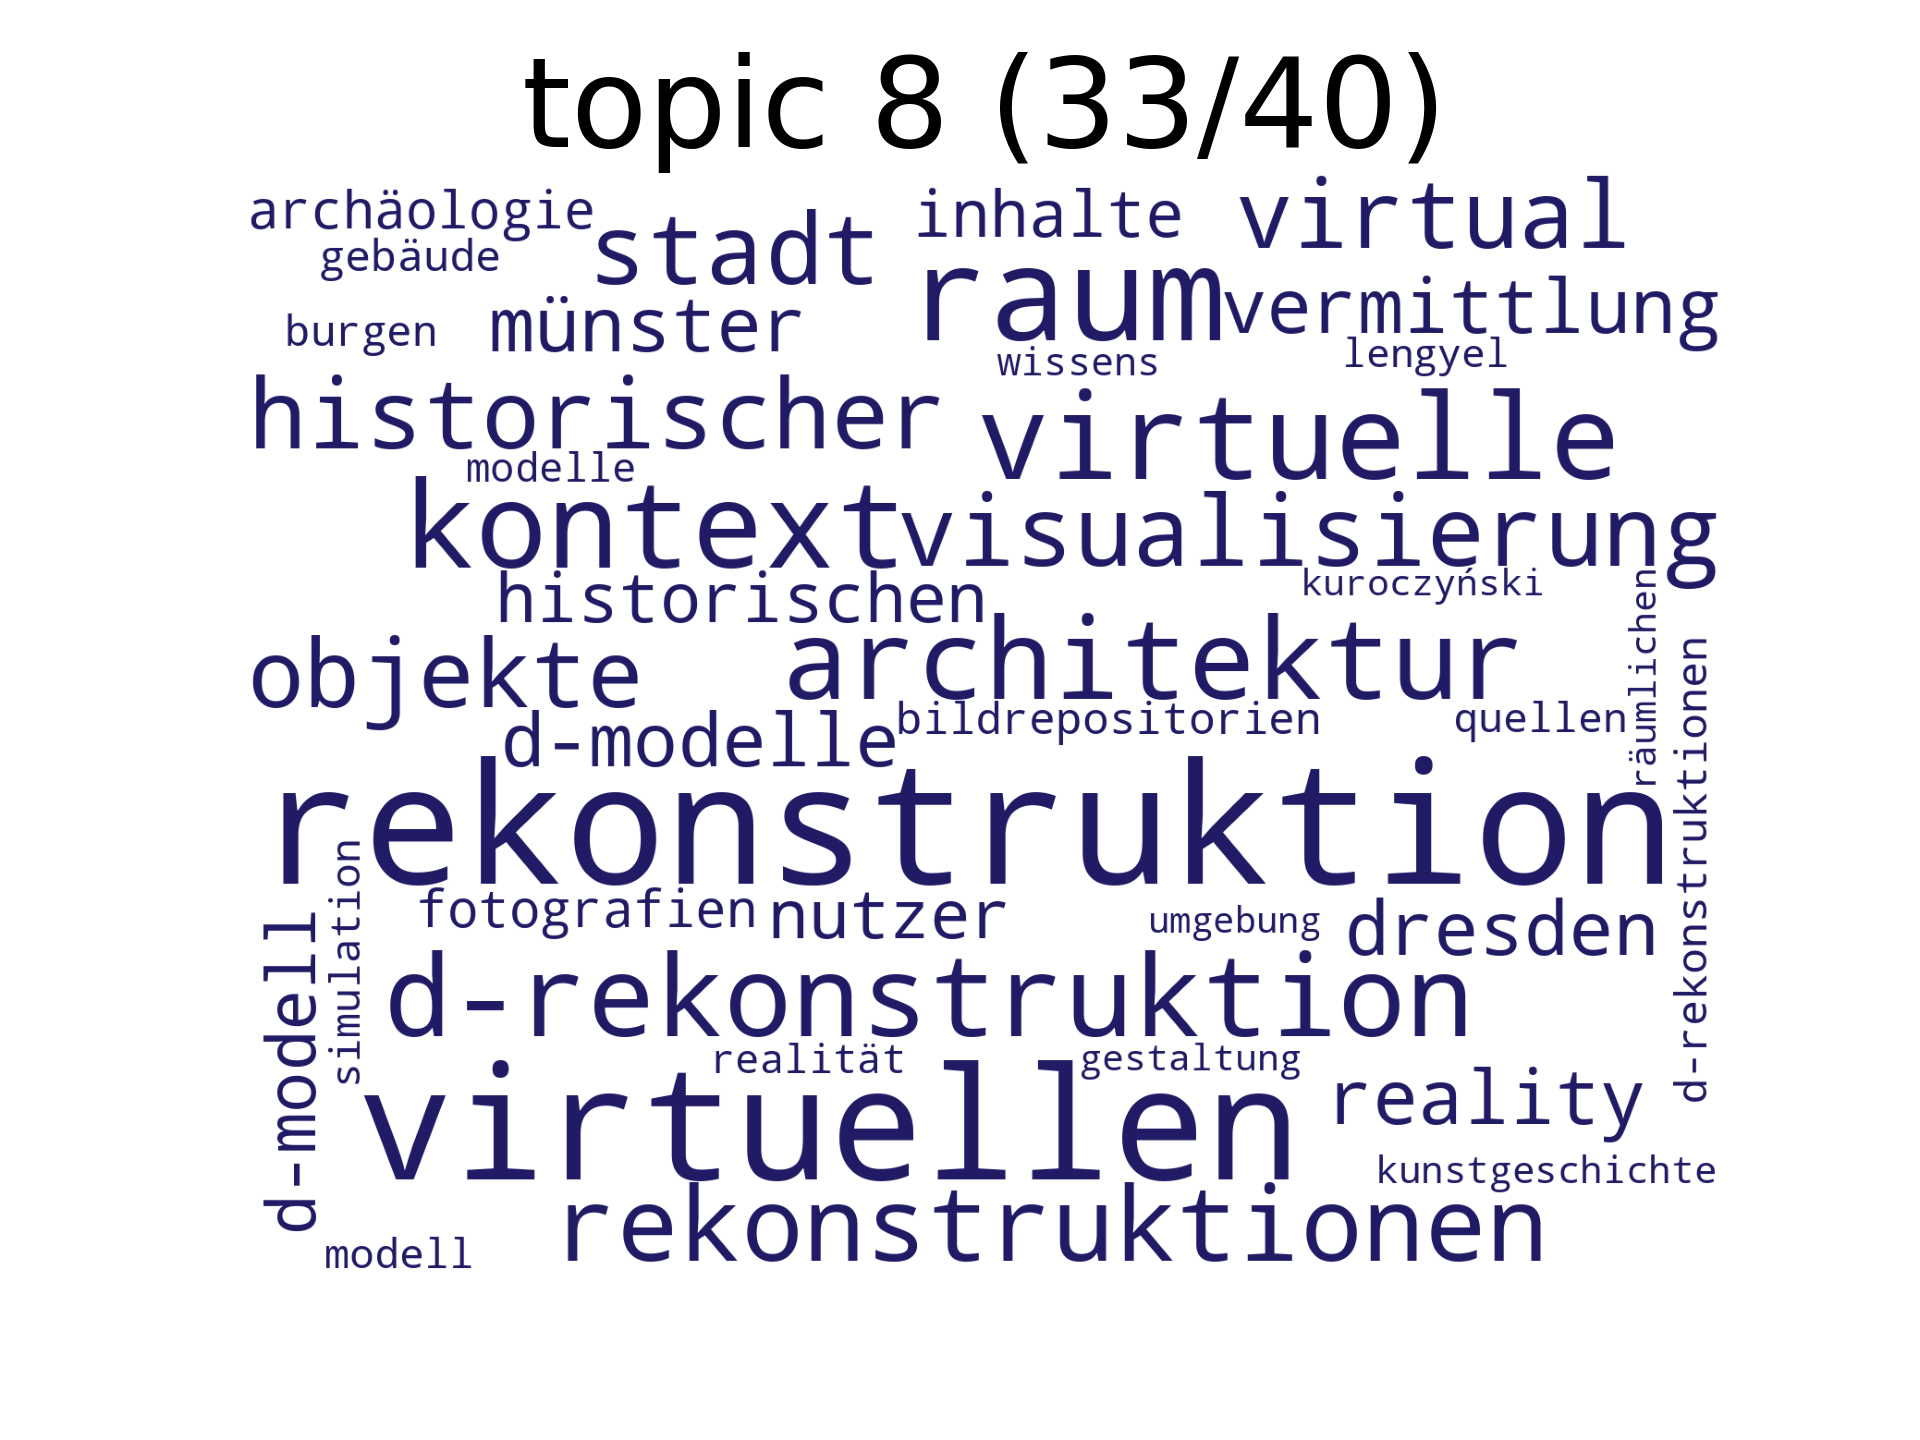 topic 8 (33/40)
archäologie
inhalte
virtual
gebäude
stadt
raum
vermittlung
burgen
münster
wissens
lengyel
historischer
virtuelle
modelle
kontext
visualisierung
historischen
kuroczyński
räumlichen
objekte
architektur
d-modelle
bildrepositorien
quellen
d-rekonstruktionen
rekonstruktion
simulation
fotografien
nutzer
umgebung
dresden
d-modell
d-rekonstruktion
realität
gestaltung
virtuellen
reality
kunstgeschichte
modell
rekonstruktionen